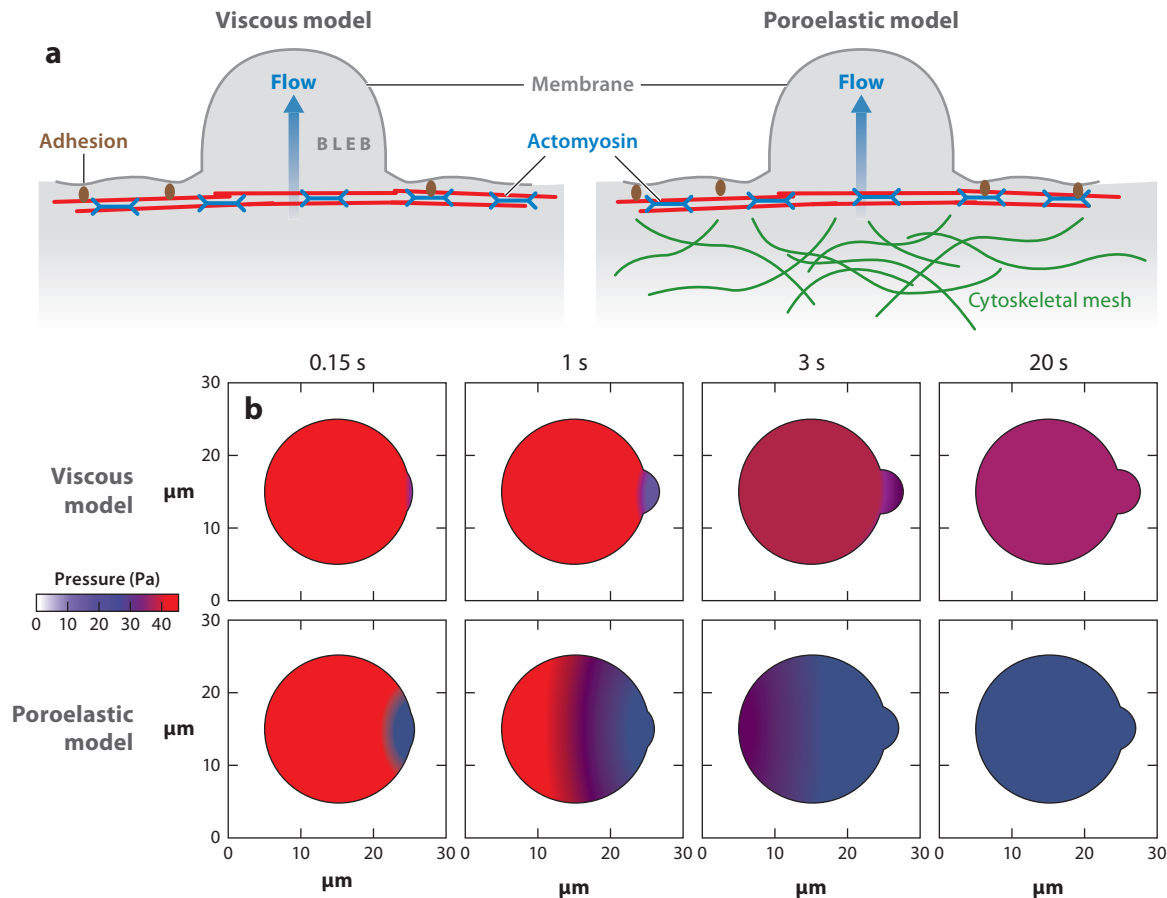 Viscous model
Poroelastic model
a
Flow
Membrane
Flow
Adhesion
BLEB
Actomyosin
Cytoskeletal mesh
0.15 s
1 s
3 s
20 s
b
30
20
10
0
Viscous
model
µm
Pressure (Pa)
0 10 20 30 40
30
20
10
0
Poroelastic
model
µm
0 10 20 30
0 10 20 30
0 10 20 30
0 10 20 30
µm
µm
µm
µm